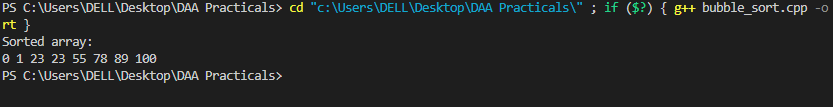 PS C:\Users\DELL\Desktop\DAA Practicals> cd "c:\Users\DELL\Desktop\DAA Practicals\" ; if ($?) { g++ bubble_sort.cpp -o
rt }
Sorted array:
0 1 23 23 55 78 89 100
PS C:\Users\DELL\Desktop\DAA Practicals>